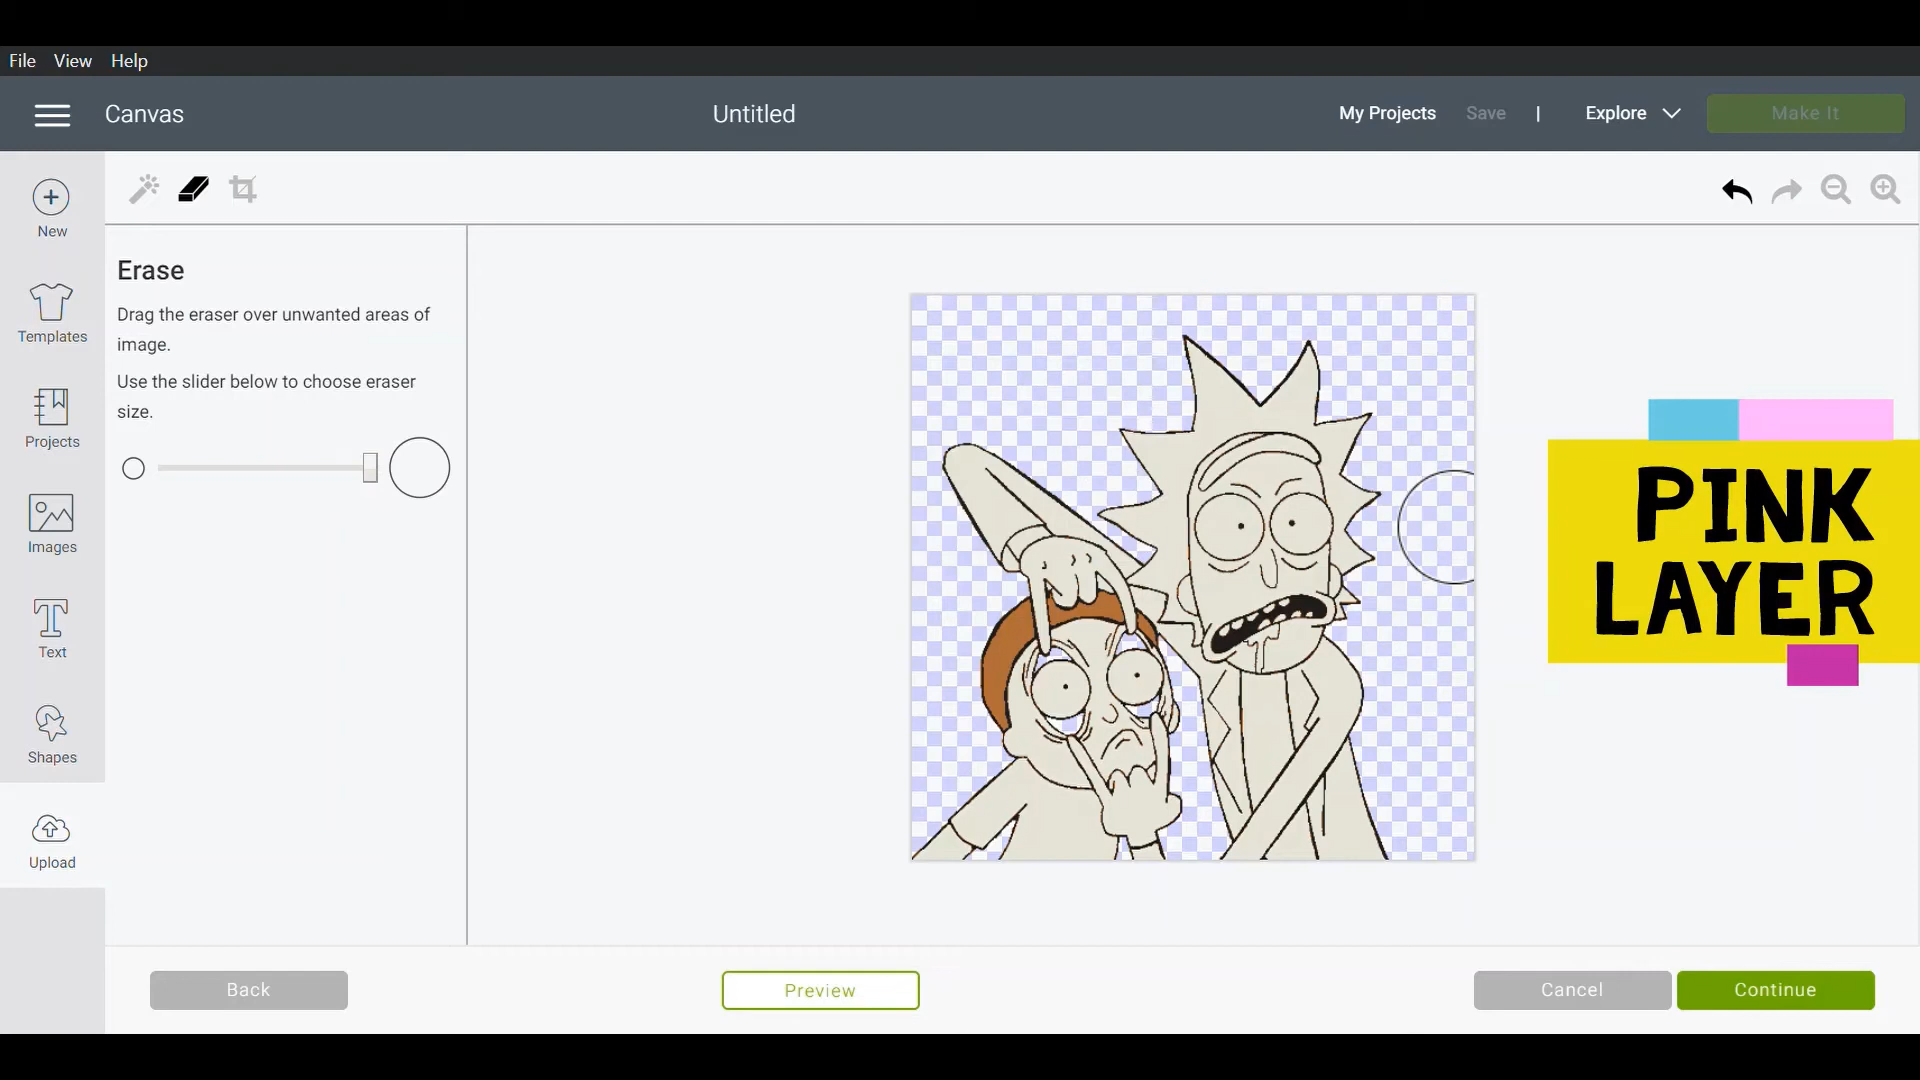 File View Help
Canvas
Untitled
My Projects Save | Explore
Make It
New
Templates
Projects
Images
Text
Shapes
Upload
Erase
Drag the eraser over unwanted areas of
image.
Use the slider below to choose eraser
size.
PINK
LAYER
Back
Preview
Cancel
Continue